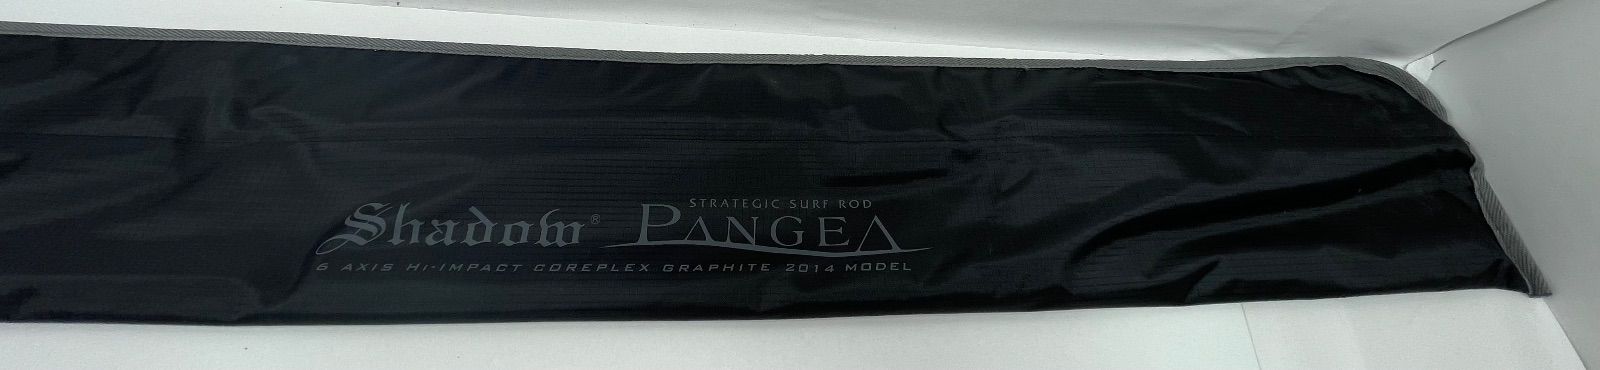 STRATEGIC SURF ROD
Shadow® PANGEA
6 AXIS HI-IMPACT COREPLEX GRAPHITE 2014 MODEL